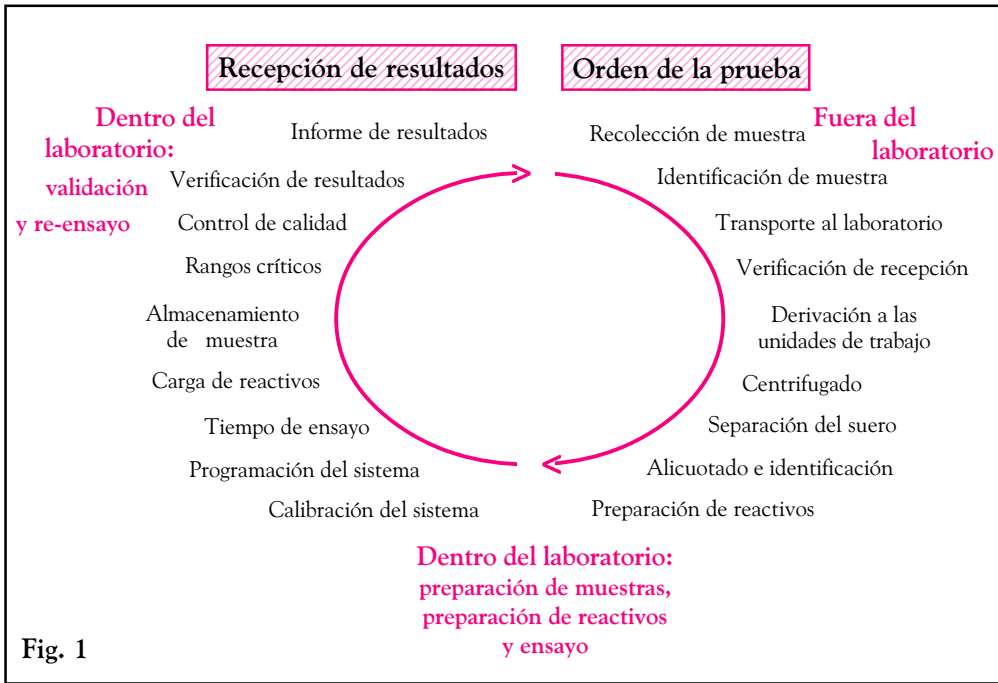 Recepción de resultados
Orden de la prueba
Dentro del
laboratorio:
validación
y re-ensayo
Fuera del
laboratorio
Recolección de muestra
Identificación de muestra
Transporte al laboratorio
Verificación de recepción
Derivación a las
unidades de trabajo
Centrifugado
Separación del suero
Alicuotado e identificación
Preparación de reactivos
Dentro del laboratorio:
preparación de muestras,
preparación de reactivos
y ensayo
Calibración del sistema
Programación del sistema
Tiempo de ensayo
Carga de reactivos
Almacenamiento
de muestra
Rangos críticos
Control de calidad
Verificación de resultados
Informe de resultados
Fig. 1